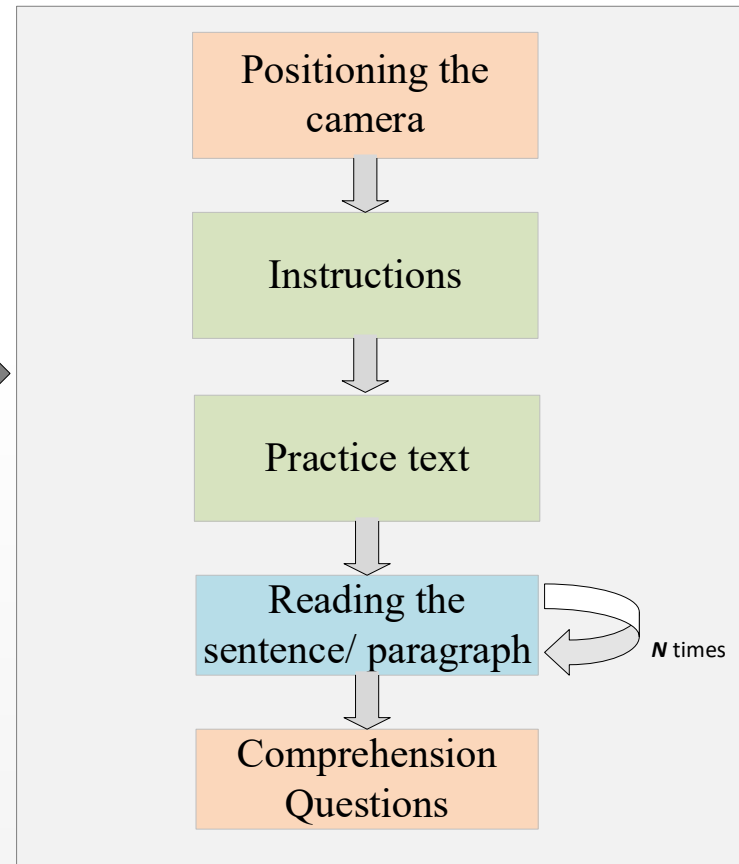 Positioning the
camera
Instructions
Practice text
Reading the
sentence/ paragraph
N times
Comprehension
Questions